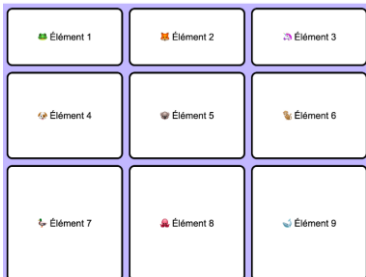 🐸 Élément 1
🦊 Élément 2
🦄 Élément 3
🐶 Élément 4
🐻 Élément 5
Élément 6
🦆 Élément 7
🐙 Élément 8
🐳 Élément 9